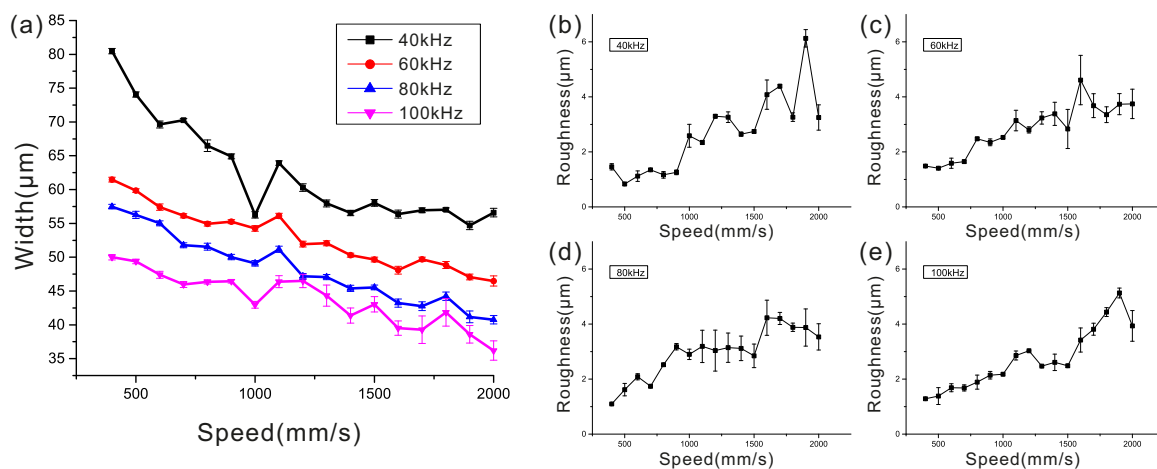 (a)
85
80
75
70
65
60
55
50
45
40
35
Width(μm)
500
1000
1500
2000
Speed(mm/s)
40kHz
60kHz
80kHz
100kHz
(b)
40kHz
6
4
2
0
Roughness(μm)
500
1000
1500
2000
Speed(mm/s)
(c)
60kHz
6
4
2
0
Roughness(μm)
500
1000
1500
2000
Speed(mm/s)
(d)
80kHz
6
4
2
0
Roughness(μm)
500
1000
1500
2000
Speed(mm/s)
(e)
100kHz
6
4
2
0
Roughness(μm)
500
1000
1500
2000
Speed(mm/s)